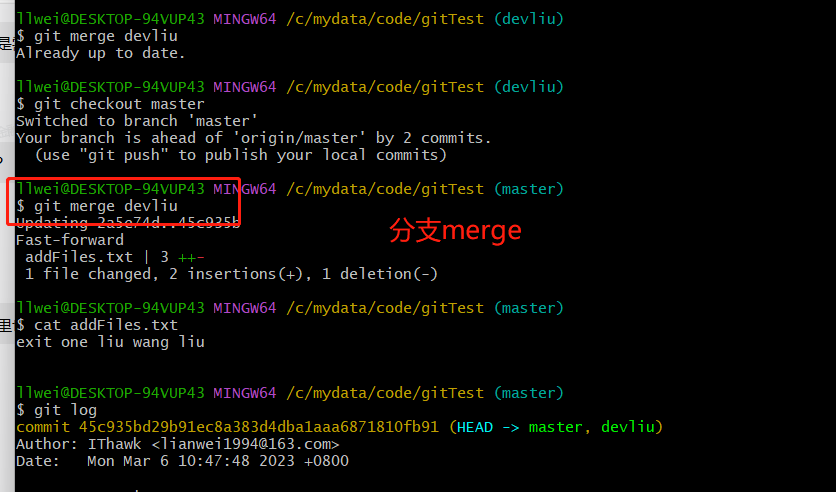 llwei@DESKTOP-94VUP43 MINGW64 /c/mydata/code/gitTest (devliu)
$ git merge devliu
Already up to date.
llwei@DESKTOP-94VUP43 MINGW64 /c/mydata/code/gitTest (devliu)
$ git checkout master
Switched to branch 'master'
Your branch is ahead of 'origin/master' by 2 commits.
(use "git push" to publish your local commits)
llwei@DESKTOP-94VUP43 MINGW64 /c/mydata/code/gitTest (master)
$ git merge devliu
Updating 2a5e74d..45c935b
分支merge
Fast-forward
addFiles.txt | 3 ++-
1 file changed, 2 insertions(+), 1 deletion(-)
llwei@DESKTOP-94VUP43 MINGW64 /c/mydata/code/gitTest (master)
$ cat addFiles.txt
exit one liu wang liu
llwei@DESKTOP-94VUP43 MINGW64 /c/mydata/code/gitTest (master)
$ git log
commit 45c935bd29b91ec8a383d4dba1aaa6871810fb91 (HEAD -> master, devliu)
Author: IThawk <lianwei1994@163.com>
Date: Mon Mar 6 10:47:48 2023 +0800